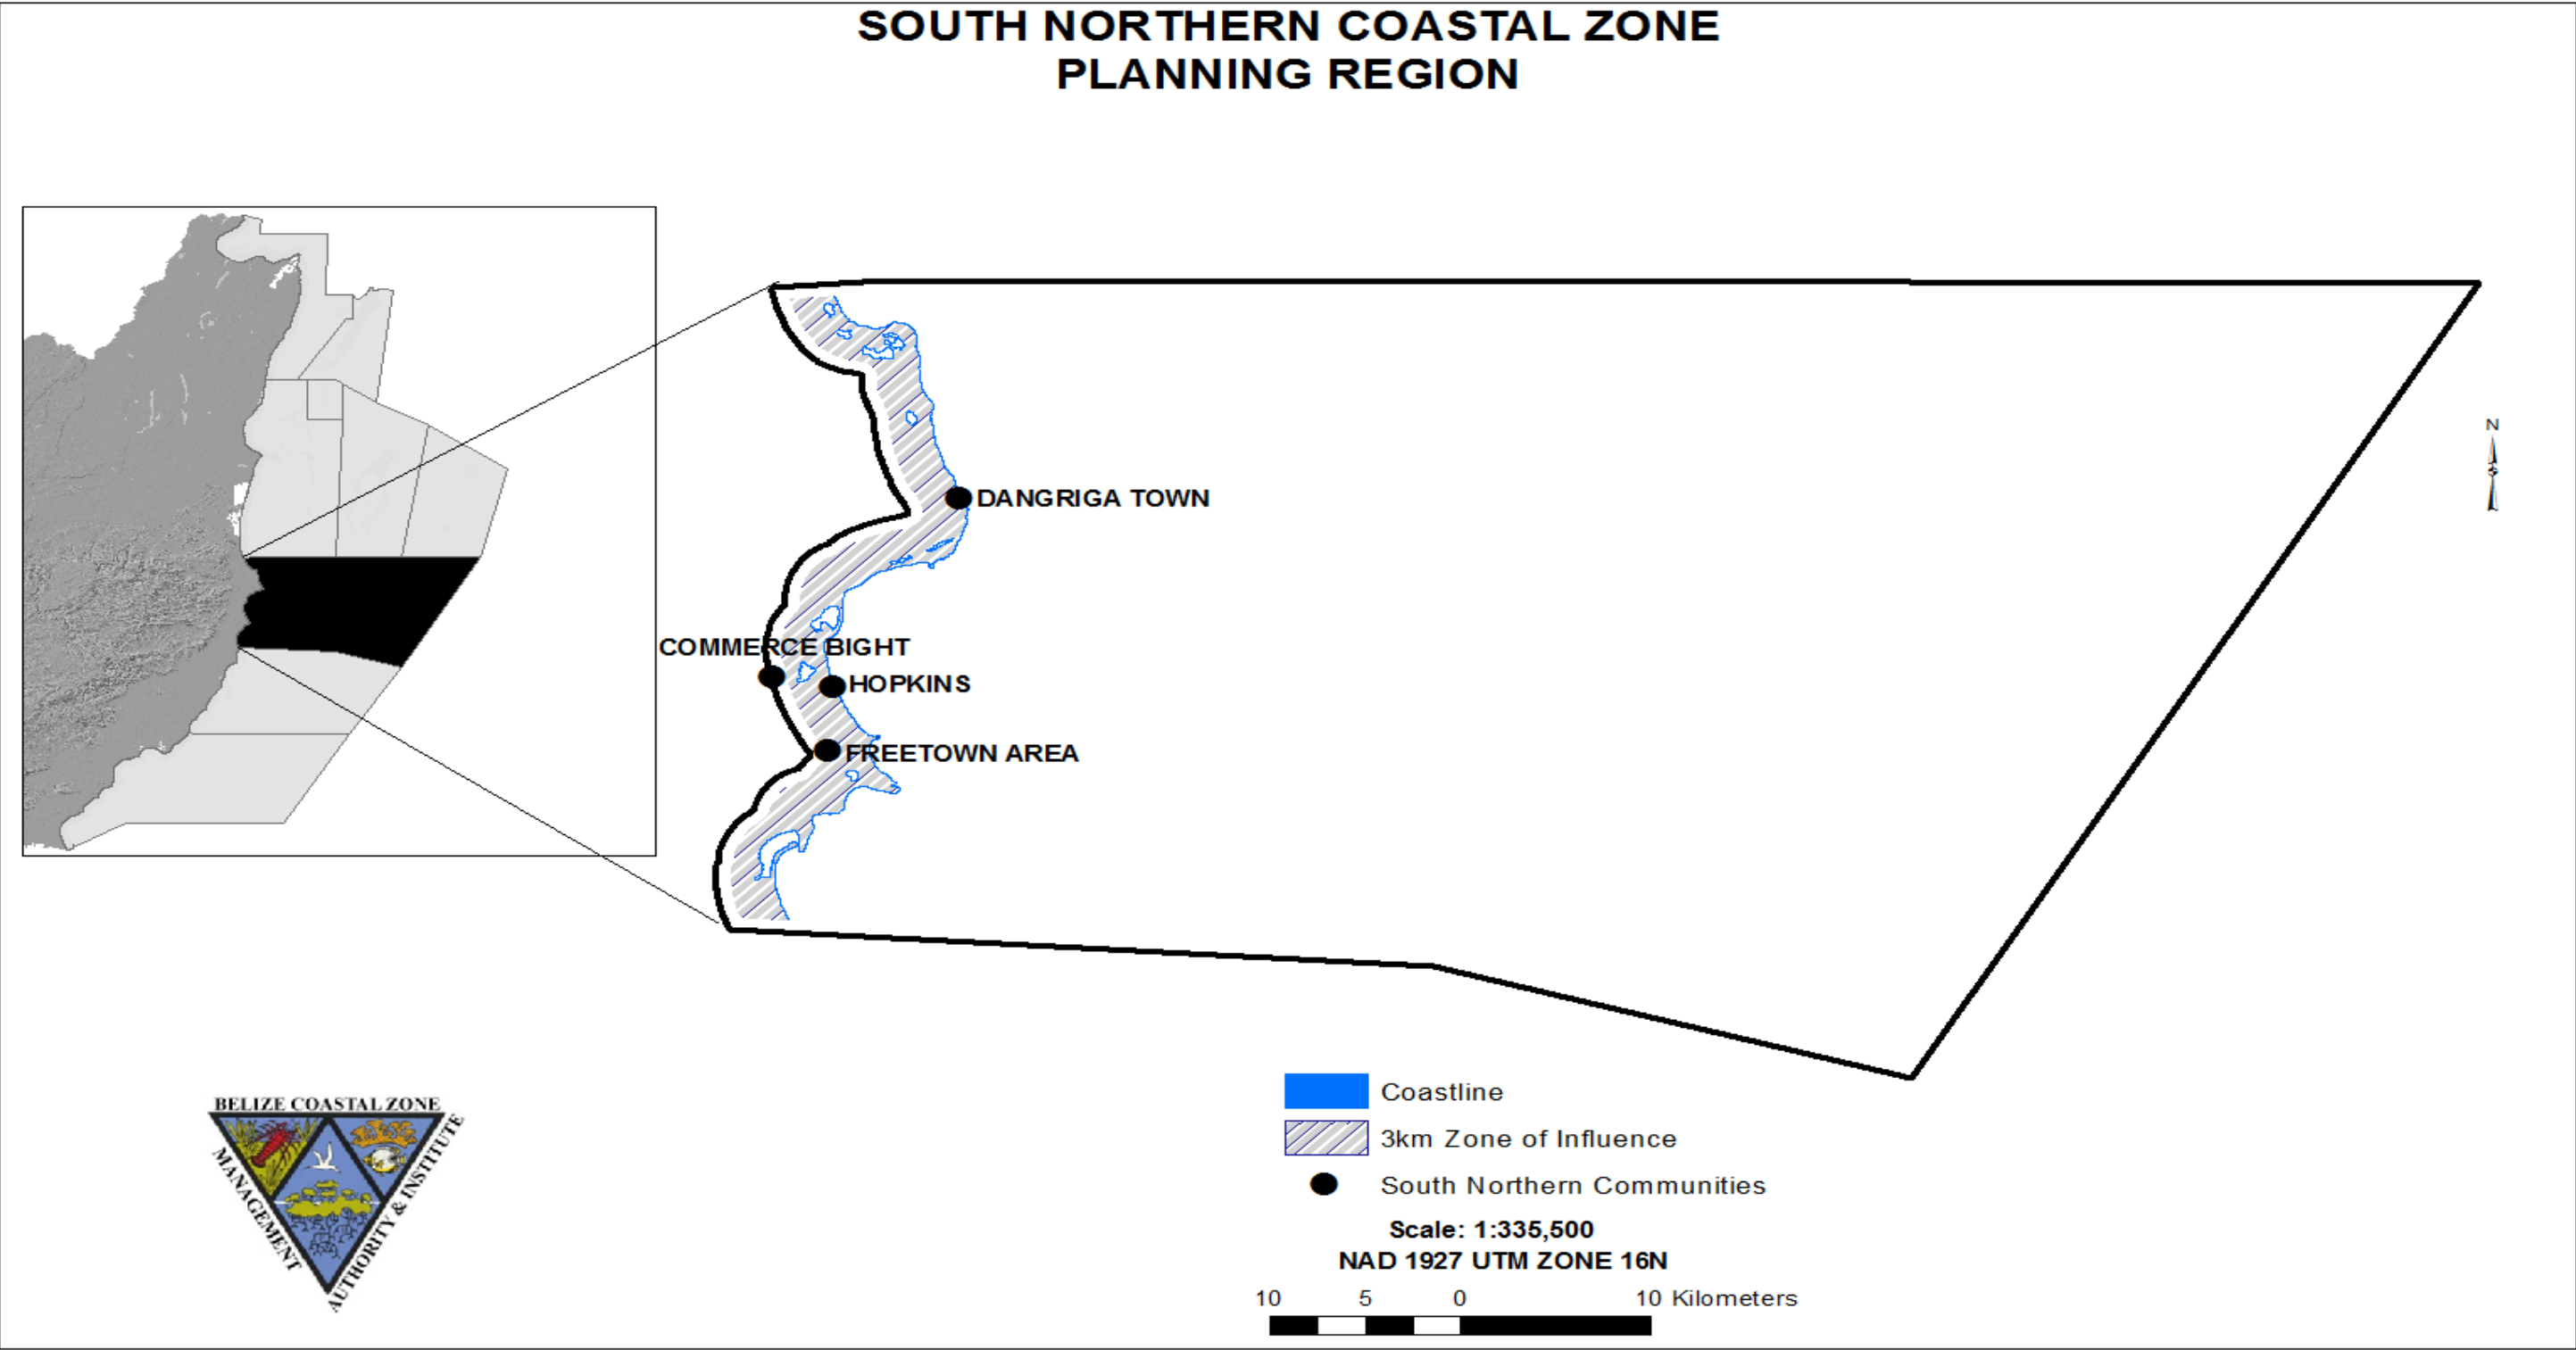 SOUTH NORTHERN COASTAL ZONE
PLANNING REGION
N
DANGRIGA TOWN
COMMERCE BIGHT
HOPKINS
FREETOWN AREA
Coastline
3km Zone of Influence
South Northern Communities
Scale: 1:335,500
NAD 1927 UTM ZONE 16N
10 5 0 10 Kilometers
BELIZE COASTAL ZONE
MANAGEMENT
AUTHORITY & INSTITUTE